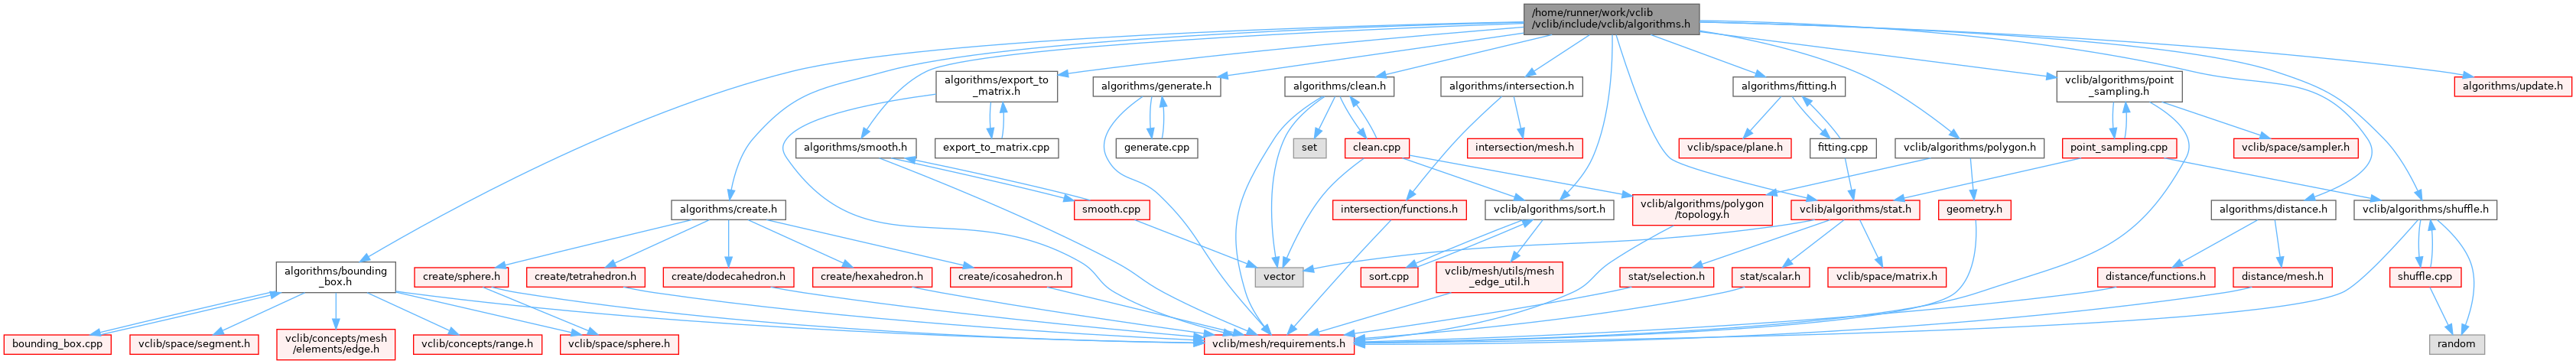 /home/runner/work/vclib
/vclib/include/vclib/algorithms.h
algorithms/export_to
_matrix.h
algorithms/generate.h
algorithms/clean.h
algorithms/intersection.h
algorithms/fitting.h
vclib/algorithms/point
_sampling.h
algorithms/update.h
algorithms/smooth.h
export_to_matrix.cpp
generate.cpp
set
clean.cpp
intersection/mesh.h
vclib/space/plane.h
fitting.cpp
vclib/algorithms/polygon.h
point_sampling.cpp
vclib/space/sampler.h
algorithms/create.h
smooth.cpp
intersection/functions.h
vclib/algorithms/sort.h
vclib/algorithms/polygon
/topology.h
vclib/algorithms/stat.h
geometry.h
algorithms/distance.h
vclib/algorithms/shuffle.h
algorithms/bounding
_box.h
create/sphere.h
create/tetrahedron.h
create/dodecahedron.h
create/hexahedron.h
create/icosahedron.h
vector
sort.cpp
vclib/mesh/utils/mesh
_edge_util.h
stat/selection.h
stat/scalar.h
vclib/space/matrix.h
distance/functions.h
distance/mesh.h
shuffle.cpp
bounding_box.cpp
vclib/space/segment.h
vclib/concepts/mesh
/elements/edge.h
vclib/concepts/range.h
vclib/space/sphere.h
vclib/mesh/requirements.h
random